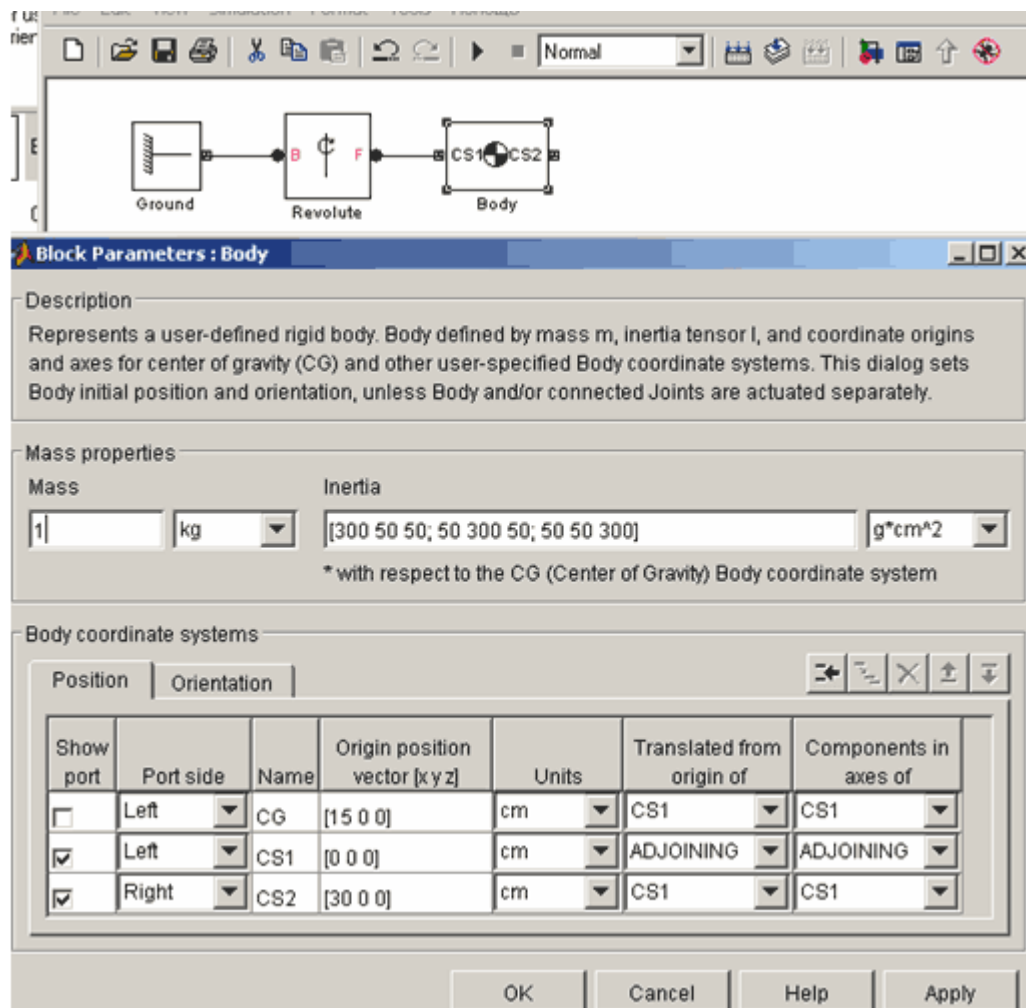 Normal
B F
CS1 CS2
Ground
Revolute
Body
Block Parameters : Body
Description
Represents a user-defined rigid body. Body defined by mass m, inertia tensor I, and coordinate origins
and axes for center of gravity (CG) and other user-specified Body coordinate systems. This dialog sets
Body initial position and orientation, unless Body and/or connected Joints are actuated separately.
Mass properties
Mass Inertia
1 kg [300 50 50; 50 300 50; 50 50 300] g*cm^2
* with respect to the CG (Center of Gravity) Body coordinate system
Body coordinate systems
Position Orientation
Show port Port side Name Origin position vector [x y z] Units Translated from origin of Components in axes of
Left CG [15 0 0] cm CS1 CS1
Left CS1 [0 0 0] cm ADJOINING ADJOINING
Right CS2 [30 0 0] cm CS1 CS1
OK Cancel Help Apply